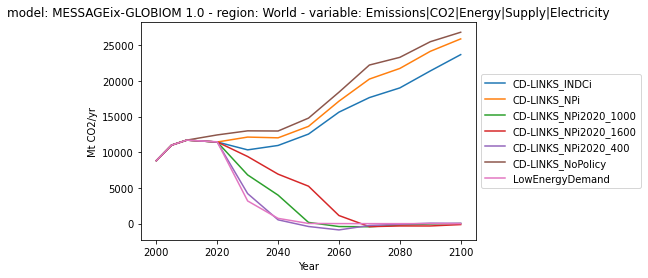 model: MESSAGEix-GLOBIOM 1.0 - region: World - variable: Emissions|CO2|Energy|Supply|Electricity
Mt CO2/yr
25000
20000
15000
10000
5000
0
2000
2020
2040
2060
2080
2100
Year
CD-LINKS_INDCi
CD-LINKS_NPi
CD-LINKS_NPi2020_1000
CD-LINKS_NPi2020_1600
CD-LINKS_NPi2020_400
CD-LINKS_NoPolicy
LowEnergyDemand